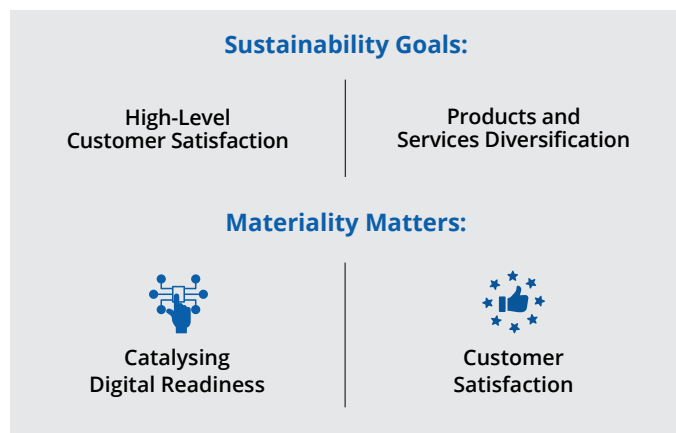 Sustainability Goals:
High-Level
Customer Satisfaction
Products and
Services Diversification
Materiality Matters:
Catalysing
Digital Readiness
Customer
Satisfaction